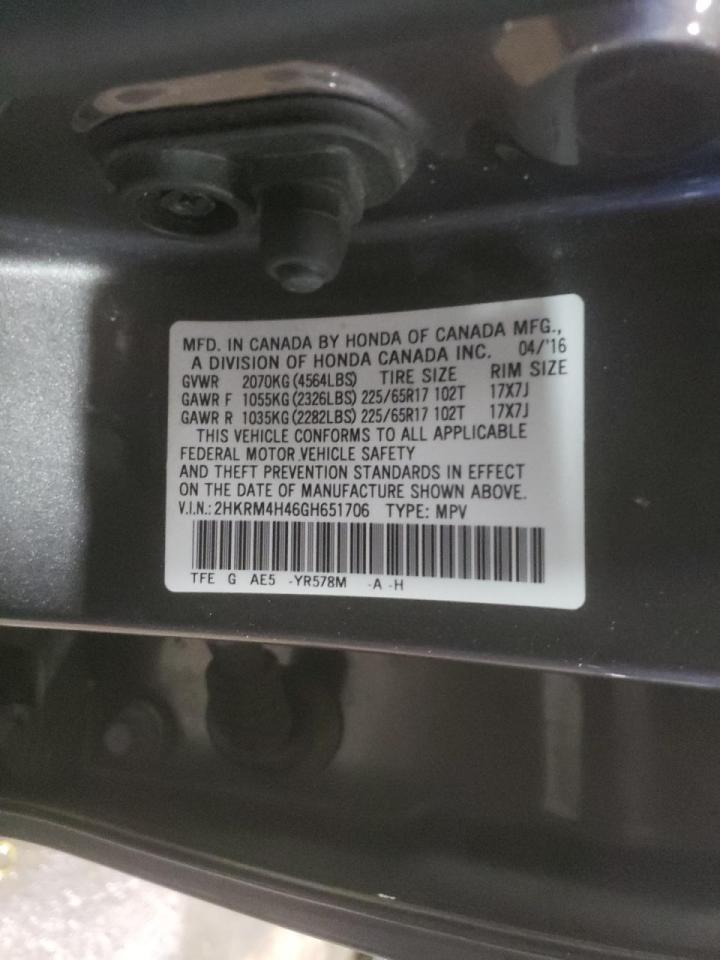 MFD. IN CANADA BY HONDA OF CANADA MFG.,
A DIVISION OF HONDA CANADA INC. 04/'16
GVWR 2070KG(4564LBS) TIRE SIZE RIM SIZE
GAWR F 1055KG(2326LBS) 225/65R17 102T 17X7J
GAWR R 1035KG(2282LBS) 225/65R17 102T 17X7J
THIS VEHICLE CONFORMS TO ALL APPLICABLE
FEDERAL MOTOR VEHICLE SAFETY
AND THEFT PREVENTION STANDARDS IN EFFECT
ON THE DATE OF MANUFACTURE SHOWN ABOVE.
V.I.N.: 2HKRM4H46GH651706 TYPE: MPV
TFE G AE5 -YR578M -A -H